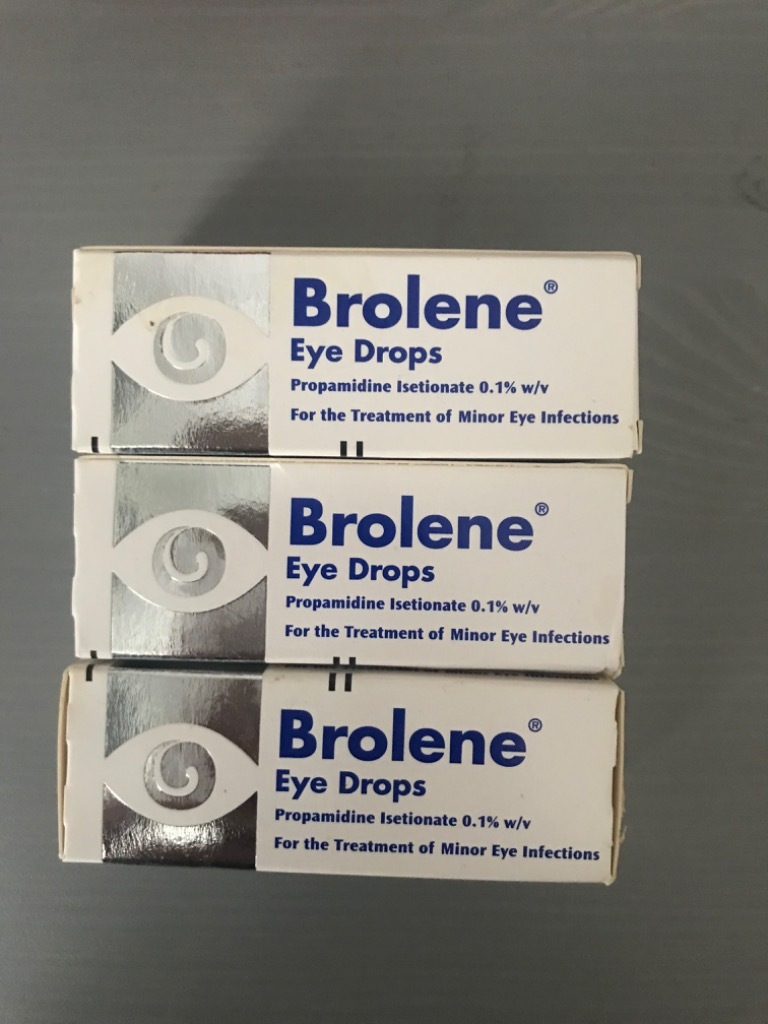 Brolene®
Eye Drops
Propamidine Isetionate 0.1% w/v
For the Treatment of Minor Eye Infections
Brolene®
Eye Drops
Propamidine Isetionate 0.1% w/v
For the Treatment of Minor Eye Infections
Brolene®
Eye Drops
Propamidine Isetionate 0.1% w/v
For the Treatment of Minor Eye Infections